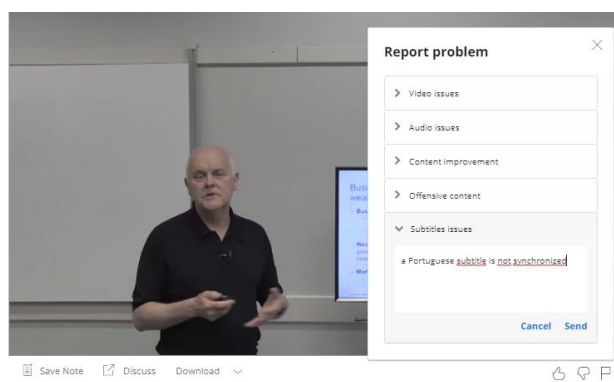 Report problem
Video issues
Audio issues
Content improvement
Offensive content
Subtitles issues
a Portuguese subtitle is not synchronized
Cancel Send
Save Note Discuss Download